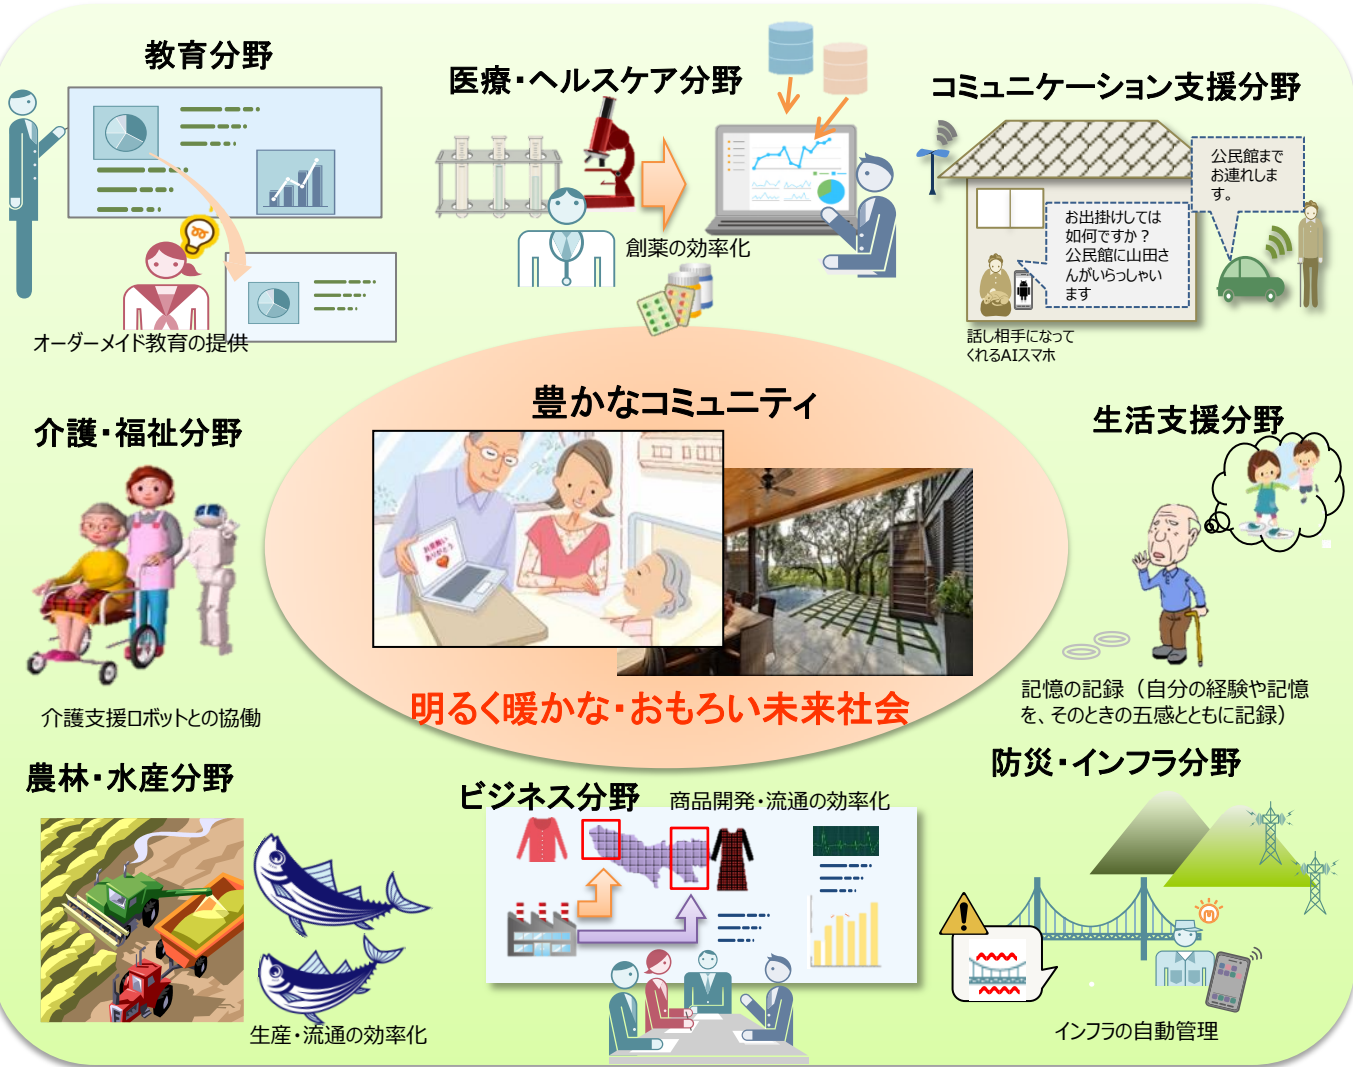 教育分野
オーダーメイド教育の提供
医療・ヘルスケア分野
創薬の効率化
コミュニケーション支援分野
公民館まで
お連れしま
す。
お出掛けしては
如何ですか？
公民館に山田さ
んがいらっしゃい
ます
話し相手になって
くれるAIスマホ
豊かなコミュニティ
お見舞い
ありがとう
明るく暖かな・おもろい未来社会
介護・福祉分野
介護支援ロボットとの協働
生活支援分野
記憶の記録（自分の経験や記憶
を、そのときの五感とともに記録）
農林・水産分野
生産・流通の効率化
ビジネス分野
商品開発・流通の効率化
防災・インフラ分野
インフラの自動管理